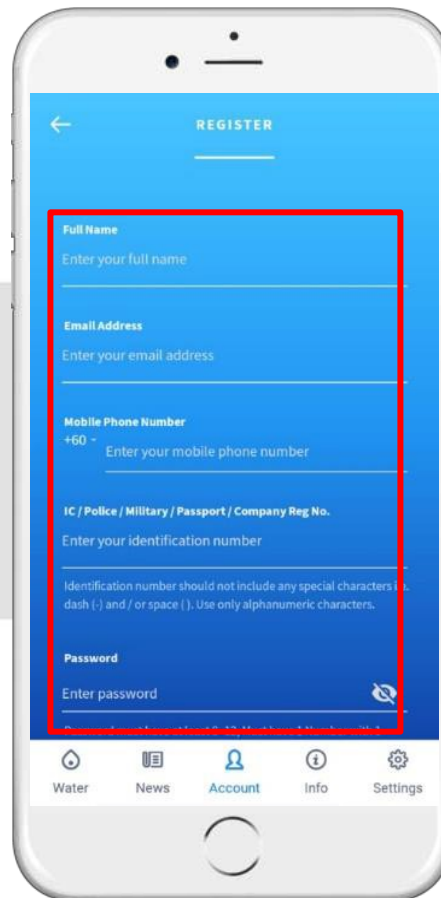 REGISTER
Full Name
Enter your full name
Email Address
Enter your email address
Mobile Phone Number
+60
Enter your mobile phone number
IC / Police / Military / Passport / Company Reg No.
Enter your identification number
Identification number should not include any special characters i
dash (-) and / or space ( ). Use only alphanumeric characters.
Password
Enter password
Water News Account Info Settings